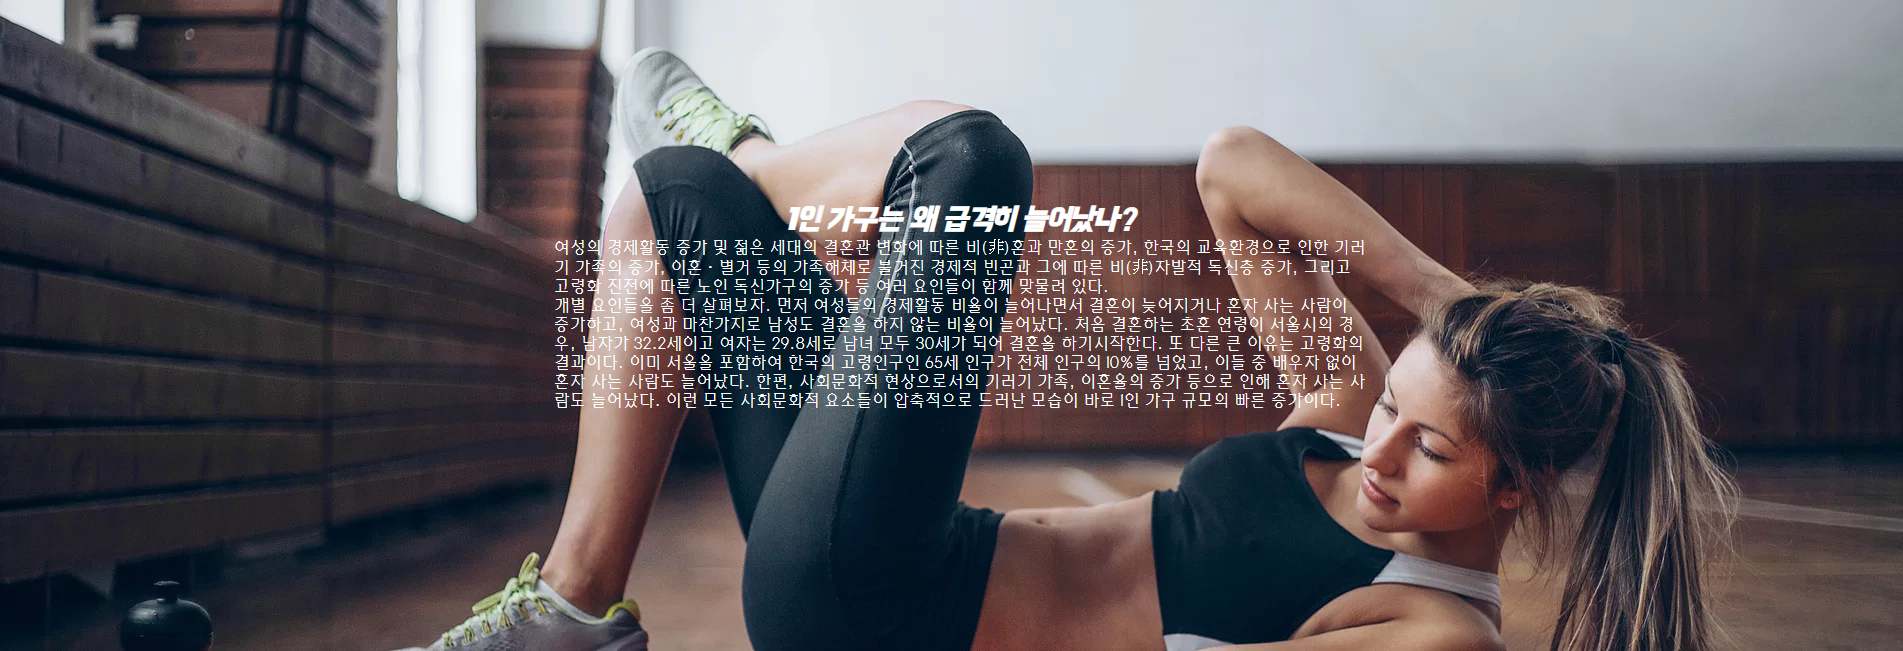 1인 가구는 왜 급격히 늘어났나?
여성의 경제활동 증가 및 젊은 세대의 결혼관 변화에 따른 비(非)혼과 만혼의 증가, 한국의 교육환경으로 인한 기러
기 가족의 증가, 이혼 · 별거 등의 가족해체로 불거진 경제적 빈곤과 그에 따른 비(非)자발적 독신층 증가, 그리고
고령화 진전에 따른 노인 독신가구의 증가 등 여러 요인들이 함께 맞물려 있다.
개별 요인들을 좀 더 살펴보자. 먼저 여성들의 경제활동 비율이 늘어나면서 결혼이 늦어지거나 혼자 사는 사람이
증가하고, 여성과 마찬가지로 남성도 결혼을 하지 않는 비율이 늘어났다. 처음 결혼하는 초혼 연령이 서울시의 경
우, 남자가 32.2세이고 여자는 29.8세로 남녀 모두 30세가 되어 결혼을 하기시작한다. 또 다른 큰 이유는 고령화의
결과이다. 이미 서울을 포함하여 한국의 고령인구인 65세 인구가 전체 인구의 10%를 넘었고, 이들 중 배우자 없이
혼자 사는 사람도 늘어났다. 한편, 사회문화적 현상으로서의 기러기 가족, 이혼율의 증가 등으로 인해 혼자 사는 사
람도 늘어났다. 이런 모든 사회문화적 요소들이 압축적으로 드러난 모습이 바로 1인 가구 규모의 빠른 증가이다.